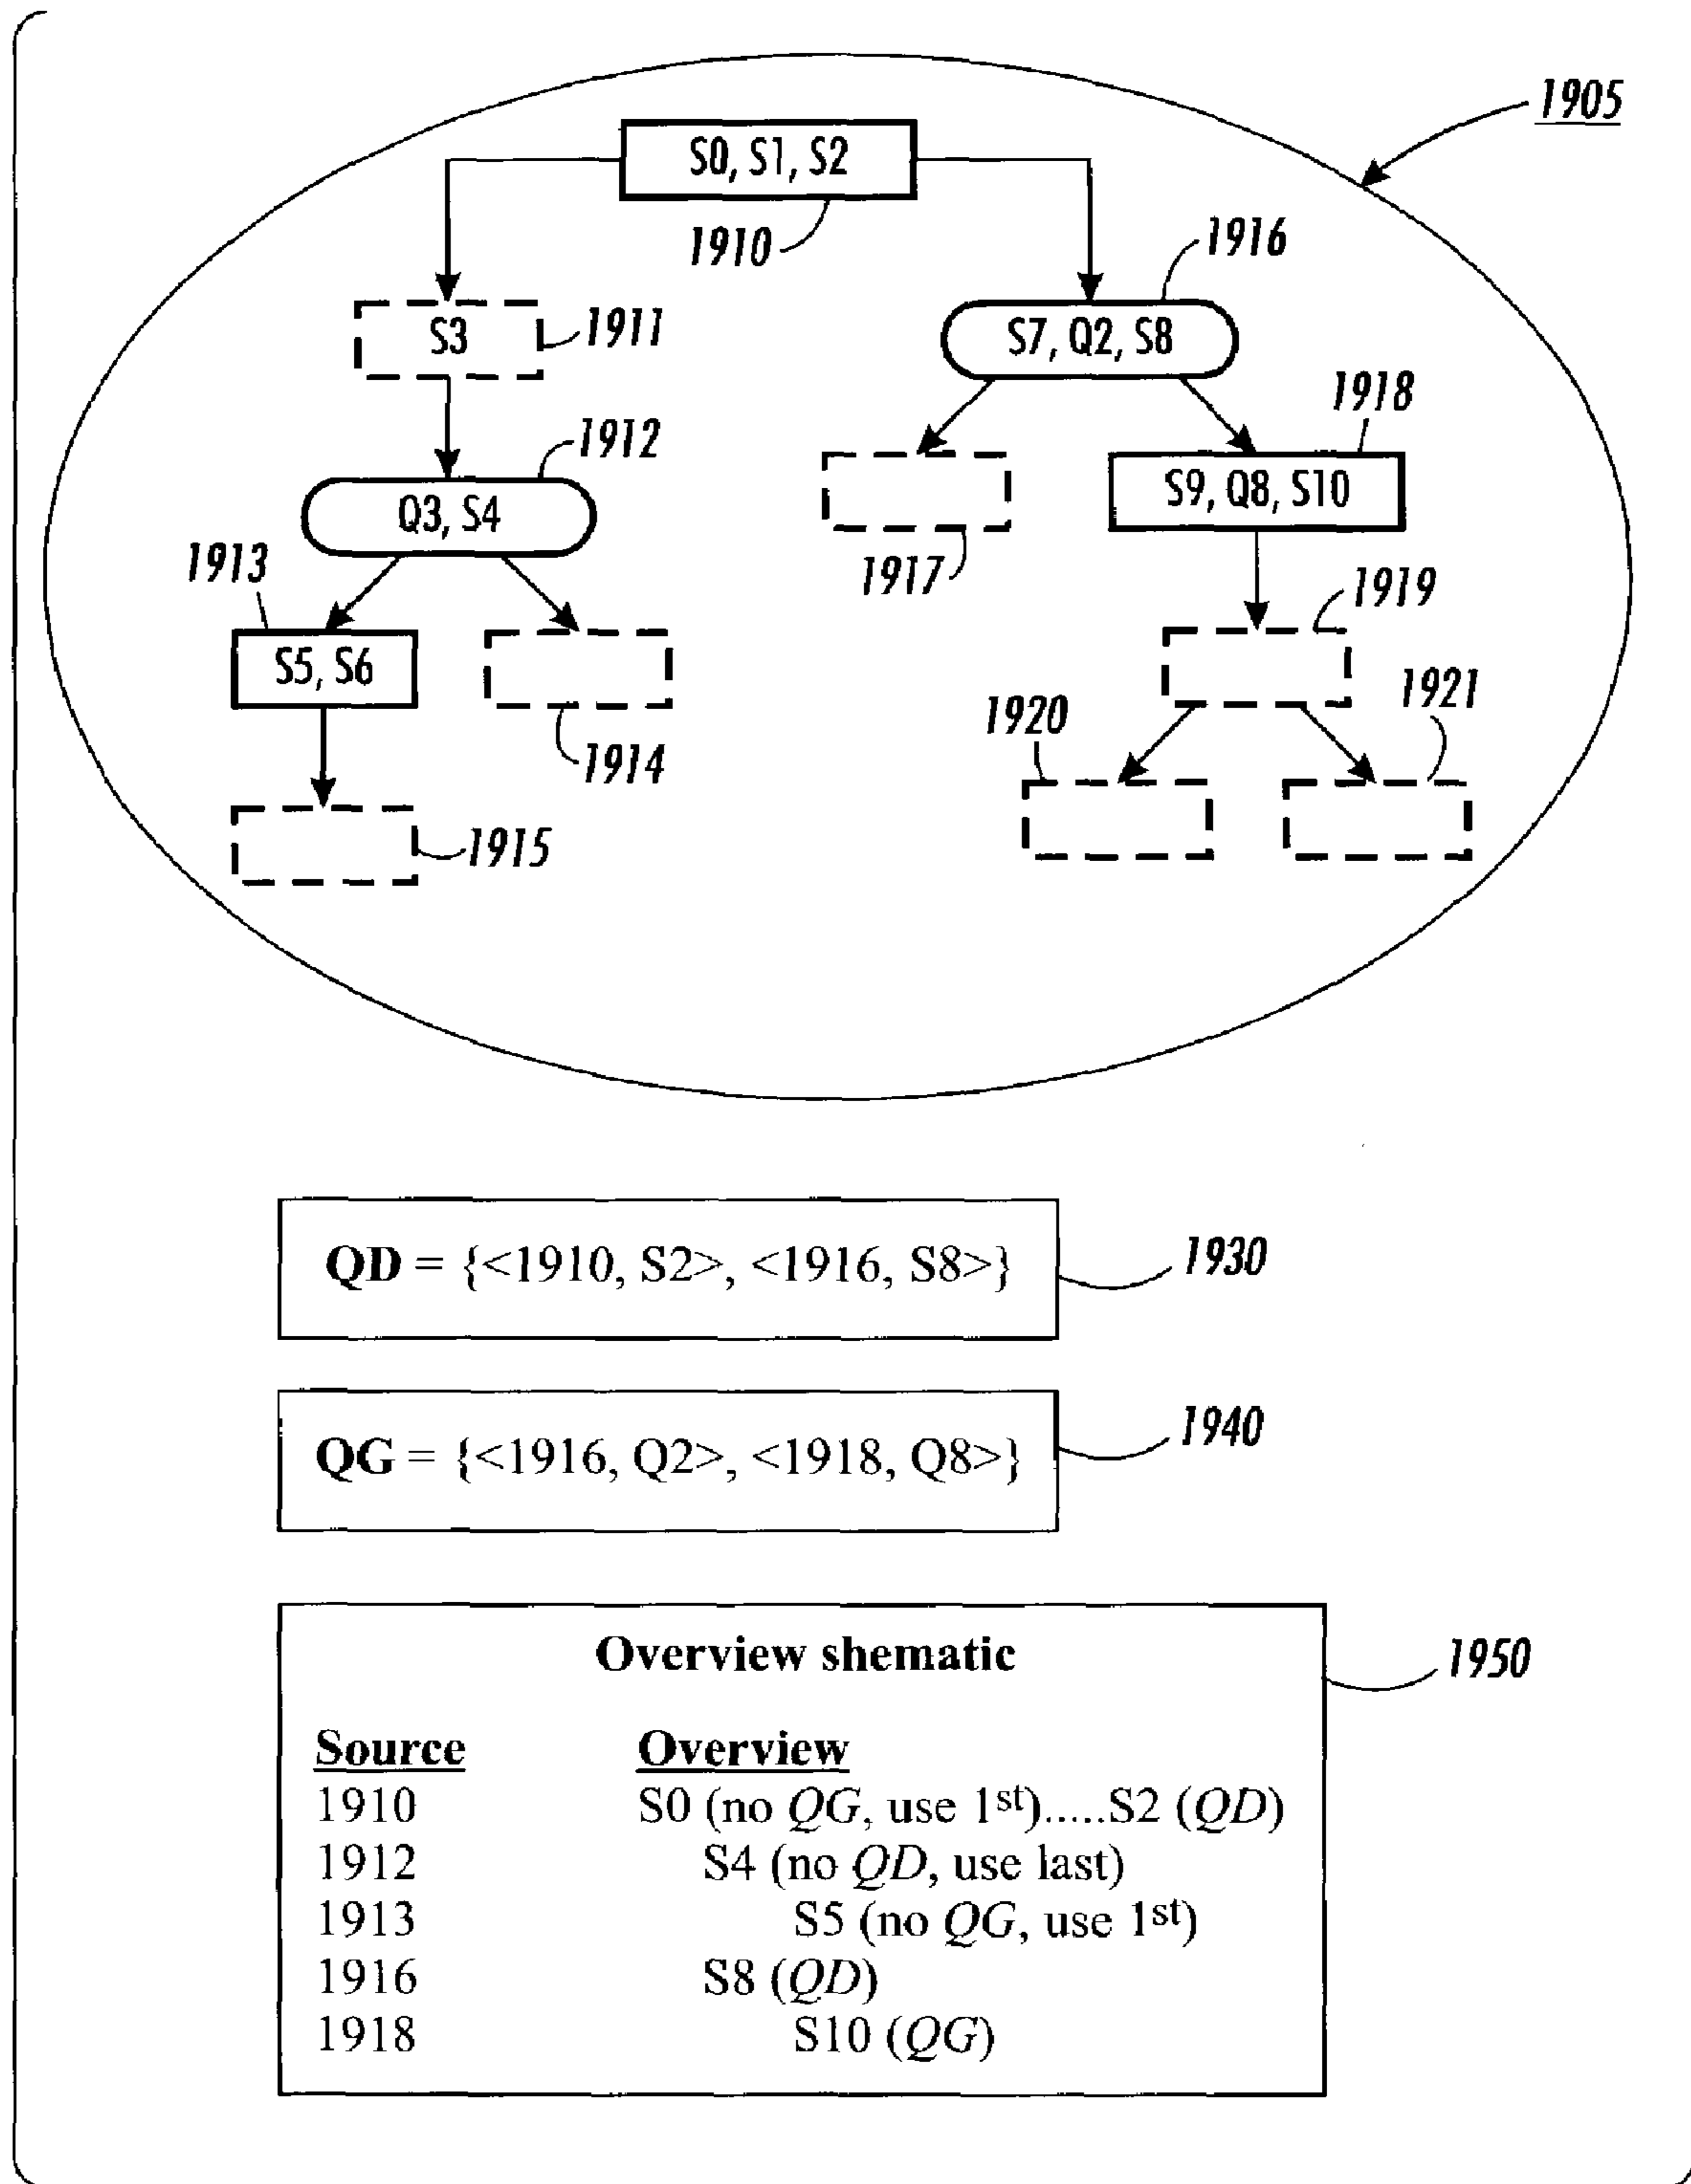 1905
S0, S1, S2
1910
1916
S3
1911
S7, Q2, S8
1918
1912
Q3, S4
S9, Q8, S10
1913
1917
1919
S5, S6
1920
1921
1914
1915
QD = {<1910, S2>, <1916, S8>}
1930
QG = {<1916, Q2>, <1918, Q8>}
1940
Overview shematic
1950
Source Overview
1910 S0 (no QG, use 1st).....S2 (QD)
1912 S4 (no QD, use last)
1913 S5 (no QG, use 1st)
1916 S8 (QD)
1918 S10 (QG)